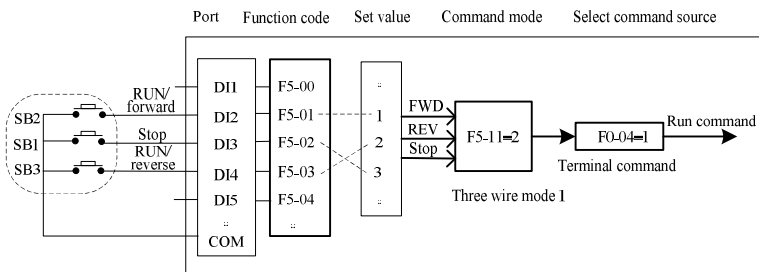 Port Function code Set value Command mode Select command source
RUN/
forward
Stop
RUN/
reverse
SB2
SB1
SB3
DI1
DI2
DI3
DI4
DI5
::
COM
F5-00
F5-01
F5-02
F5-03
F5-04
::
::
1
2
3
::
FWD
REV
Stop
F5-11=2
Three wire mode 1
F0-04=1
Terminal command
Run command